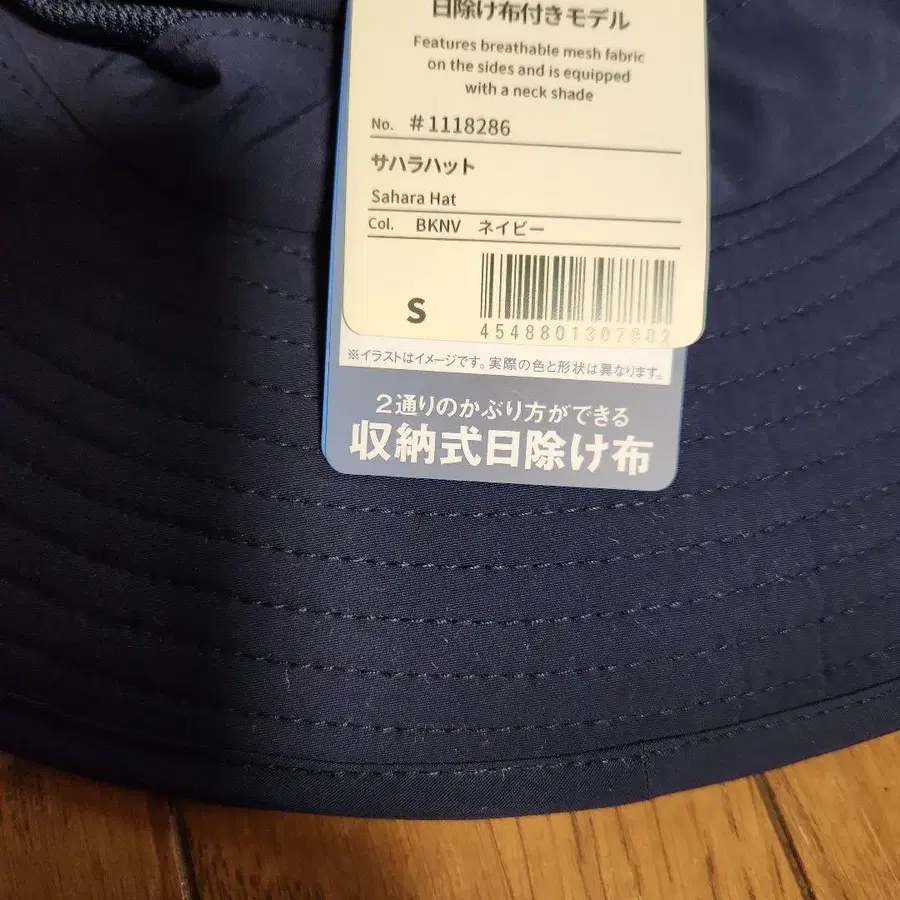 日除け布付きモデル
Features breathable mesh fabric
on the sides and is equipped
with a neck shade
No. #1118286
サハラハット
Sahara Hat
Col. BKNV ネイビー
S
4548801307882
※イラストはイメージです。実際の色と形状は異なります。
2通りのかぶり方ができる
収納式日除け布